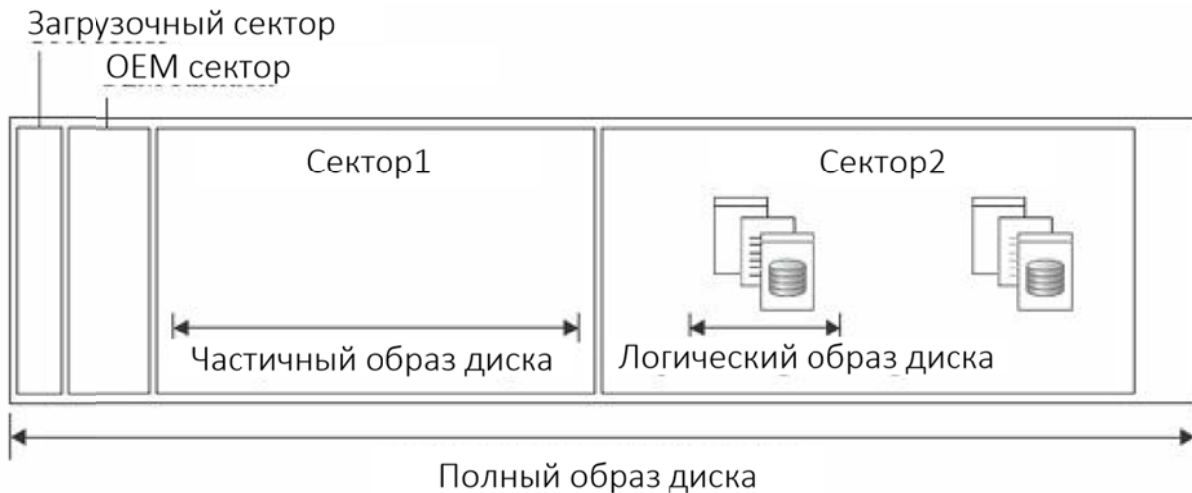 Загрузочный сектор
OEM сектор
Сектор1
Сектор2
Частичный образ диска
Логический образ диска
Полный образ диска